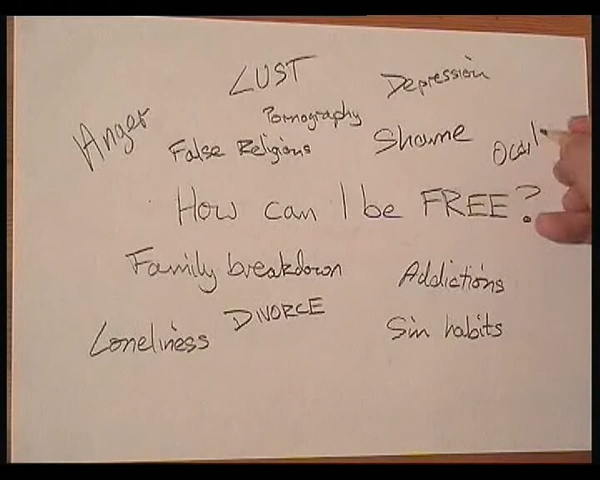 LUST
Depression
Pornography
Anger
Shame
False Religions
How can I be FREE?
Family breakdown
Addictions
DIVORCE
Sin habits
Loneliness